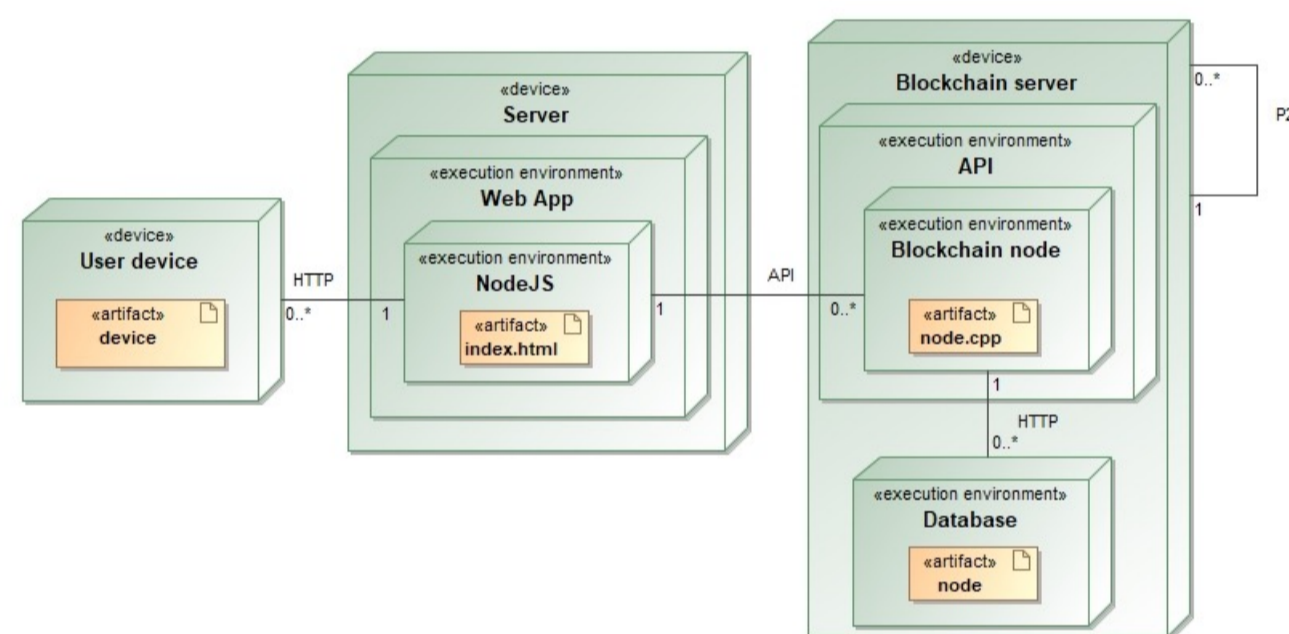 «device»
User device
«artifact»
device
HTTP
0..*
1
«device»
Server
«execution environment»
Web App
«execution environment»
NodeJS
«artifact»
index.html
1
API
0..*
«device»
Blockchain server
«execution environment»
API
«execution environment»
Blockchain node
«artifact»
node.cpp
1
HTTP
0..*
«execution environment»
Database
«artifact»
node
0..*
1